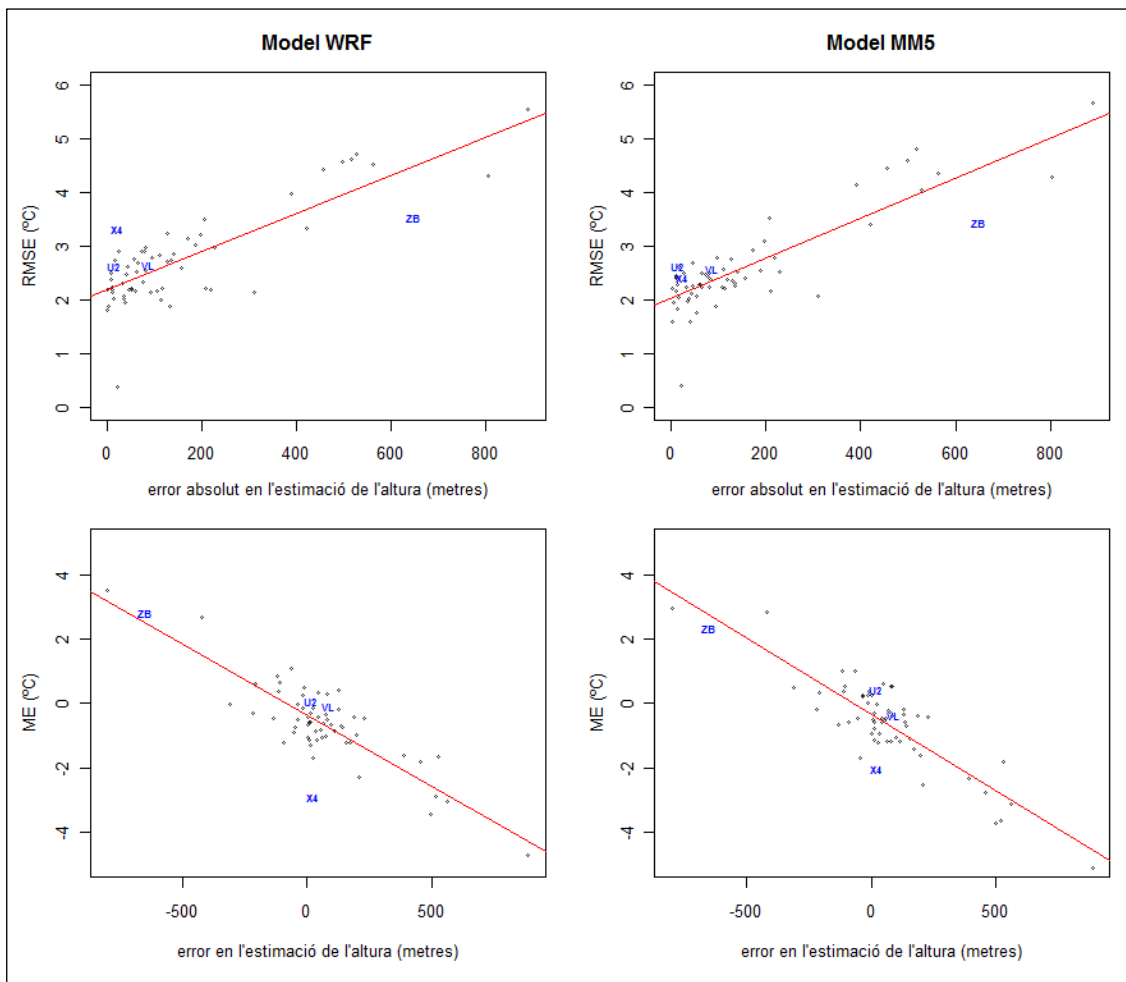 Model WRF
RMSE (ºC)
6
5
4
3
2
1
0
X4
U2
VL
ZB
0 200 400 600 800
error absolut en l'estimació de l'altura (metres)
Model MM5
RMSE (ºC)
6
5
4
3
2
1
0
U2
X4
VL
ZB
0 200 400 600 800
error absolut en l'estimació de l'altura (metres)
ME (ºC)
4
2
0
-2
-4
ZB
U2
VL
X4
-500 0 500
error en l'estimació de l'altura (metres)
ME (ºC)
4
2
0
-2
-4
ZB
U2
VL
X4
-500 0 500
error en l'estimació de l'altura (metres)